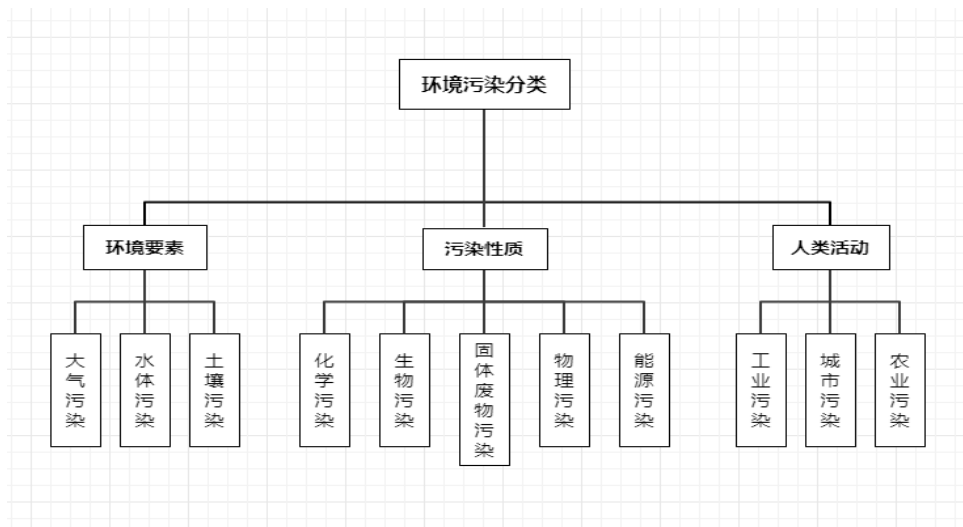 环境污染分类
环境要素
污染性质
人类活动
大气污染
水体污染
土壤污染
化学污染
生物污染
固体废物污染
物理污染
能源污染
工业污染
城市污染
农业污染